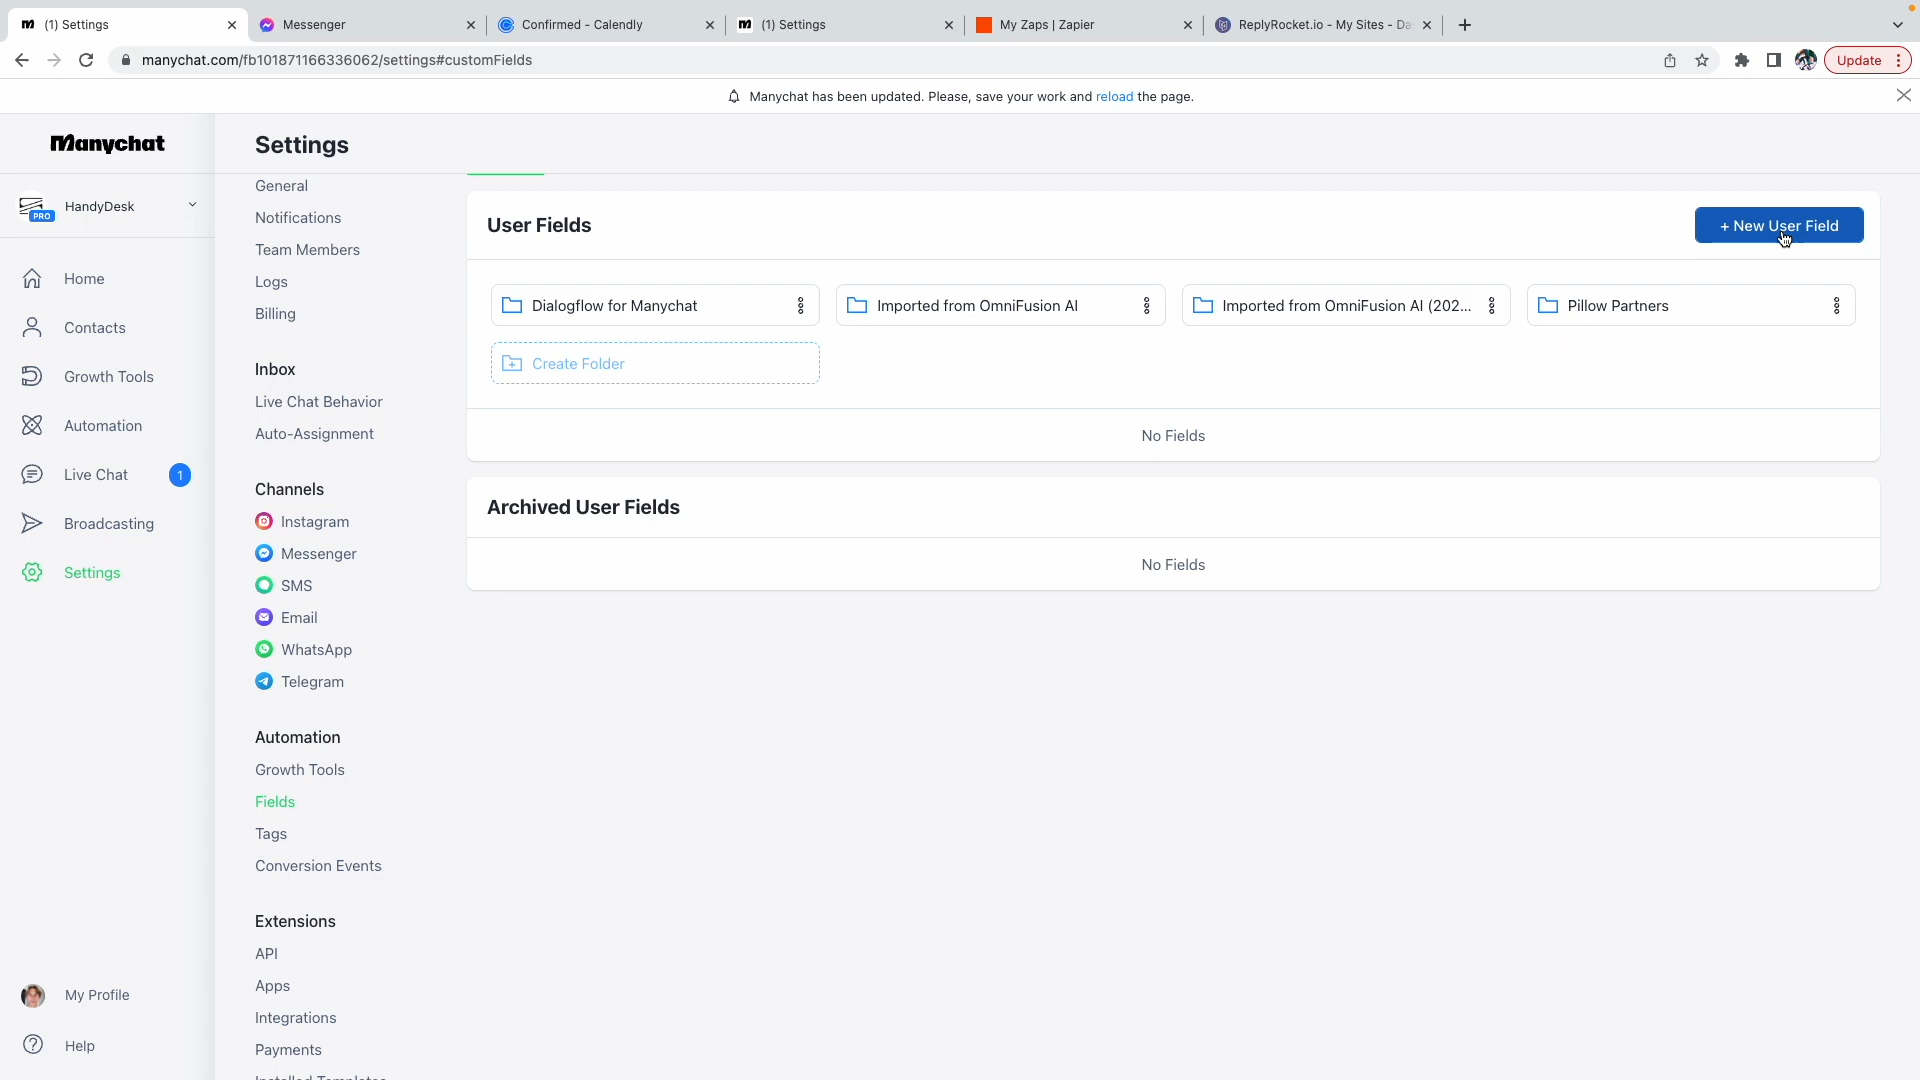 (1) Settings
Messenger
Confirmed - Calendly
(1) Settings
My Zaps | Zapier
ReplyRocket.io - My Sites - Da
manychat.com/fb101871166336062/settings#customFields
Update
Manychat has been updated. Please, save your work and reload the page.
Manychat
PRO
HandyDesk
Home
Contacts
Growth Tools
Automation
Live Chat
1
Broadcasting
Settings
My Profile
Help
Settings
General
Notifications
Team Members
Logs
Billing
Inbox
Live Chat Behavior
Auto-Assignment
Channels
Instagram
Messenger
SMS
Email
WhatsApp
Telegram
Automation
Growth Tools
Fields
Tags
Conversion Events
Extensions
API
Apps
Integrations
Payments
Installed Templates
User Fields
+ New User Field
Dialogflow for Manychat
Imported from OmniFusion AI
Imported from OmniFusion AI (202...
Pillow Partners
Create Folder
No Fields
Archived User Fields
No Fields